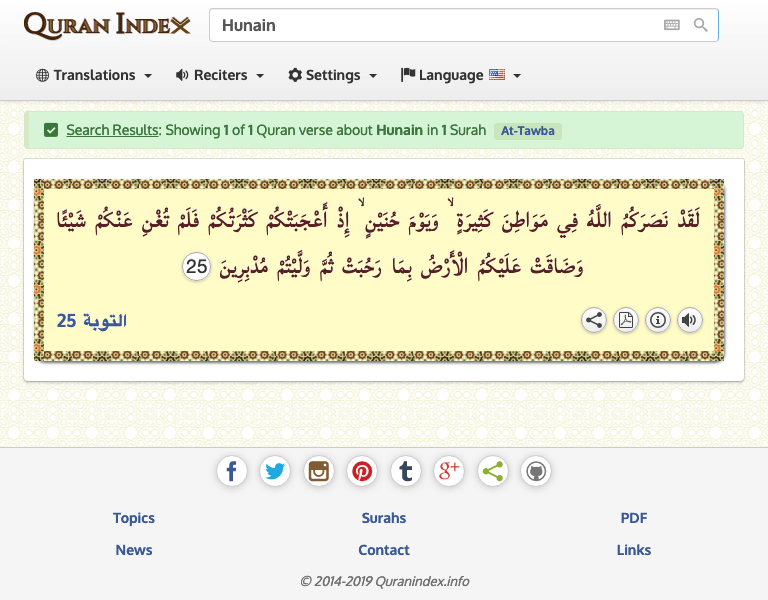 QURAN INDEX
Hunain
Translations
Reciters
Settings
Language
Search Results: Showing 1 of 1 Quran verse about Hunain in 1 Surah At-Tawba
لَقَدْ نَصَرَكُمُ اللَّهُ فِي مَوَاطِنَ كَثِيرَةٍ ۙ وَيَوْمَ حُنَيْنٍ ۙ إِذْ أَعْجَبَتْكُمْ كَثْرَتُكُمْ فَلَمْ تُغْنِ عَنْكُمْ شَيْئًا
وَضَاقَتْ عَلَيْكُمُ الْأَرْضُ بِمَا رَحُبَتْ ثُمَّ وَلَّيْتُمْ مُدْبِرِينَ 25
التوبة 25
Topics Surahs PDF
News Contact Links
© 2014-2019 Quranindex.info